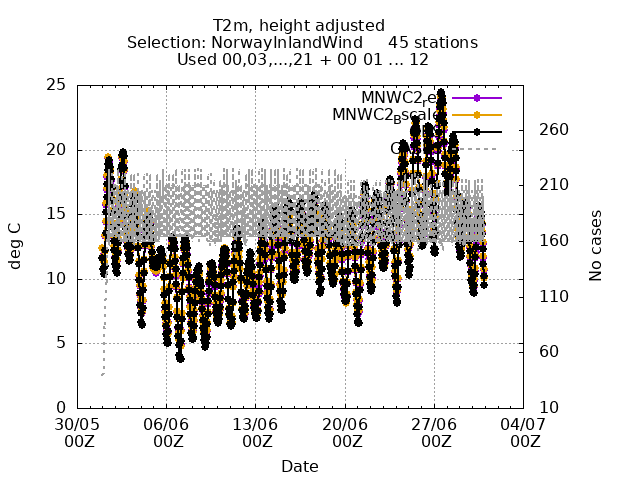 T2m, height adjusted
Selection: NorwayInlandWind 45 stations
Used 00,03,...,21 + 00 01 ... 12
MNWC2
MNWC2
deg C
No cases
25
20
15
10
5
0
260
210
160
110
60
10
30/05 06/06 13/06 20/06 27/06 04/07
00Z 00Z 00Z 00Z 00Z 00Z
Date